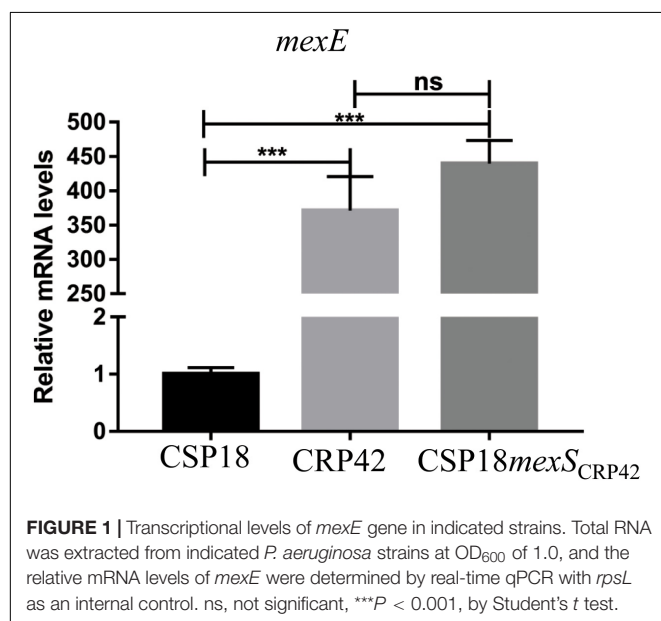 mexE
ns
***
***
Relative mRNA levels
500
450
400
350
300
250
2
1
0
CSP18 CRP42 CSP18mexS_CRP42
FIGURE 1 | Transcriptional levels of mexE gene in indicated strains. Total RNA
was extracted from indicated P. aeruginosa strains at OD600 of 1.0, and the
relative mRNA levels of mexE were determined by real-time qPCR with rpsL
as an internal control. ns, not significant, ***P < 0.001, by Student's t test.